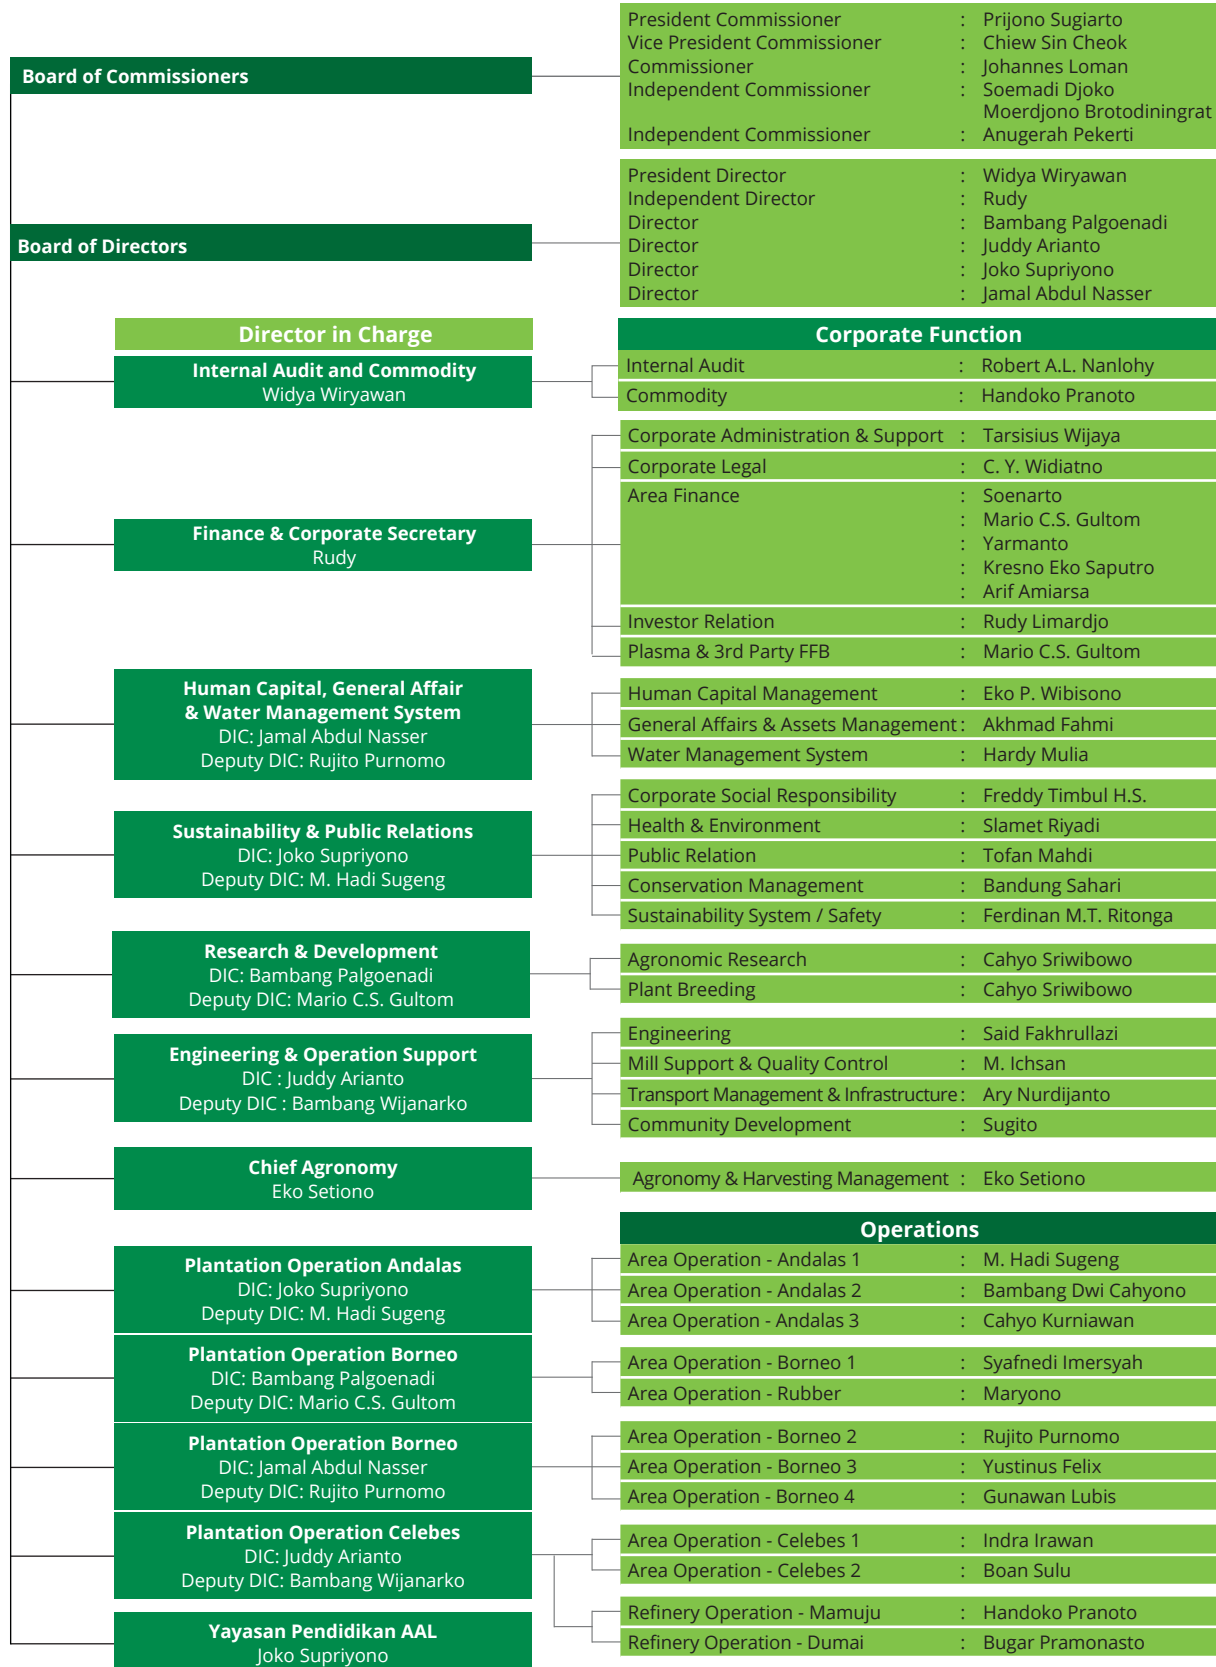 President Commissioner : Prijono Sugiarto
Vice President Commissioner : Chiew Sin Cheok
Commissioner : Johannes Loman
Independent Commissioner : Soemadi Djoko
Moerdjono Brotodiningrat
Independent Commissioner : Anugerah Pekerti
Board of Commissioners
President Director : Widya Wiryawan
Independent Director : Rudy
Director : Bambang Palgoenadi
Director : Juddy Arianto
Director : Joko Supriyono
Director : Jamal Abdul Nasser
Board of Directors
Director in Charge
Corporate Function
Internal Audit and Commodity
Widya Wiryawan
Internal Audit : Robert A.L. Nanlohy
Commodity : Handoko Pranoto
Finance & Corporate Secretary
Rudy
Corporate Administration & Support : Tarsisius Wijaya
Corporate Legal : C. Y. Widiatno
Area Finance : Soenarto
: Mario C.S. Gultom
: Yarmanto
: Kresno Eko Saputro
: Arif Amiarsa
Investor Relation : Rudy Limardjo
Plasma & 3rd Party FFB : Mario C.S. Gultom
Human Capital, General Affair
& Water Management System
DIC: Jamal Abdul Nasser
Deputy DIC: Rujito Purnomo
Human Capital Management : Eko P. Wibisono
General Affairs & Assets Management : Akhmad Fahmi
Water Management System : Hardy Mulia
Sustainability & Public Relations
DIC: Joko Supriyono
Deputy DIC: M. Hadi Sugeng
Corporate Social Responsibility : Freddy Timbul H.S.
Health & Environment : Slamet Riyadi
Public Relation : Tofan Mahdi
Conservation Management : Bandung Sahari
Sustainability System / Safety : Ferdinan M.T. Ritonga
Research & Development
DIC: Bambang Palgoenadi
Deputy DIC: Mario C.S. Gultom
Agronomic Research : Cahyo Sriwibowo
Plant Breeding : Cahyo Sriwibowo
Engineering & Operation Support
DIC : Juddy Arianto
Deputy DIC : Bambang Wijanarko
Engineering : Said Fakhrullazi
Mill Support & Quality Control : M. Ichsan
Transport Management & Infrastructure : Ary Nurdijanto
Community Development : Sugito
Chief Agronomy
Eko Setiono
Agronomy & Harvesting Management : Eko Setiono
Operations
Plantation Operation Andalas
DIC: Joko Supriyono
Deputy DIC: M. Hadi Sugeng
Area Operation - Andalas 1 : M. Hadi Sugeng
Area Operation - Andalas 2 : Bambang Dwi Cahyono
Area Operation - Andalas 3 : Cahyo Kurniawan
Plantation Operation Borneo
DIC: Bambang Palgoenadi
Deputy DIC: Mario C.S. Gultom
Area Operation - Borneo 1 : Syafnedi Imersyah
Area Operation - Rubber : Maryono
Plantation Operation Borneo
DIC: Jamal Abdul Nasser
Deputy DIC: Rujito Purnomo
Area Operation - Borneo 2 : Rujito Purnomo
Area Operation - Borneo 3 : Yustinus Felix
Area Operation - Borneo 4 : Gunawan Lubis
Plantation Operation Celebes
DIC: Juddy Arianto
Deputy DIC: Bambang Wijanarko
Area Operation - Celebes 1 : Indra Irawan
Area Operation - Celebes 2 : Boan Sulu
Refinery Operation - Mamuju : Handoko Pranoto
Refinery Operation - Dumai : Bugar Pramonasto
Yayasan Pendidikan AAL
Joko Supriyono